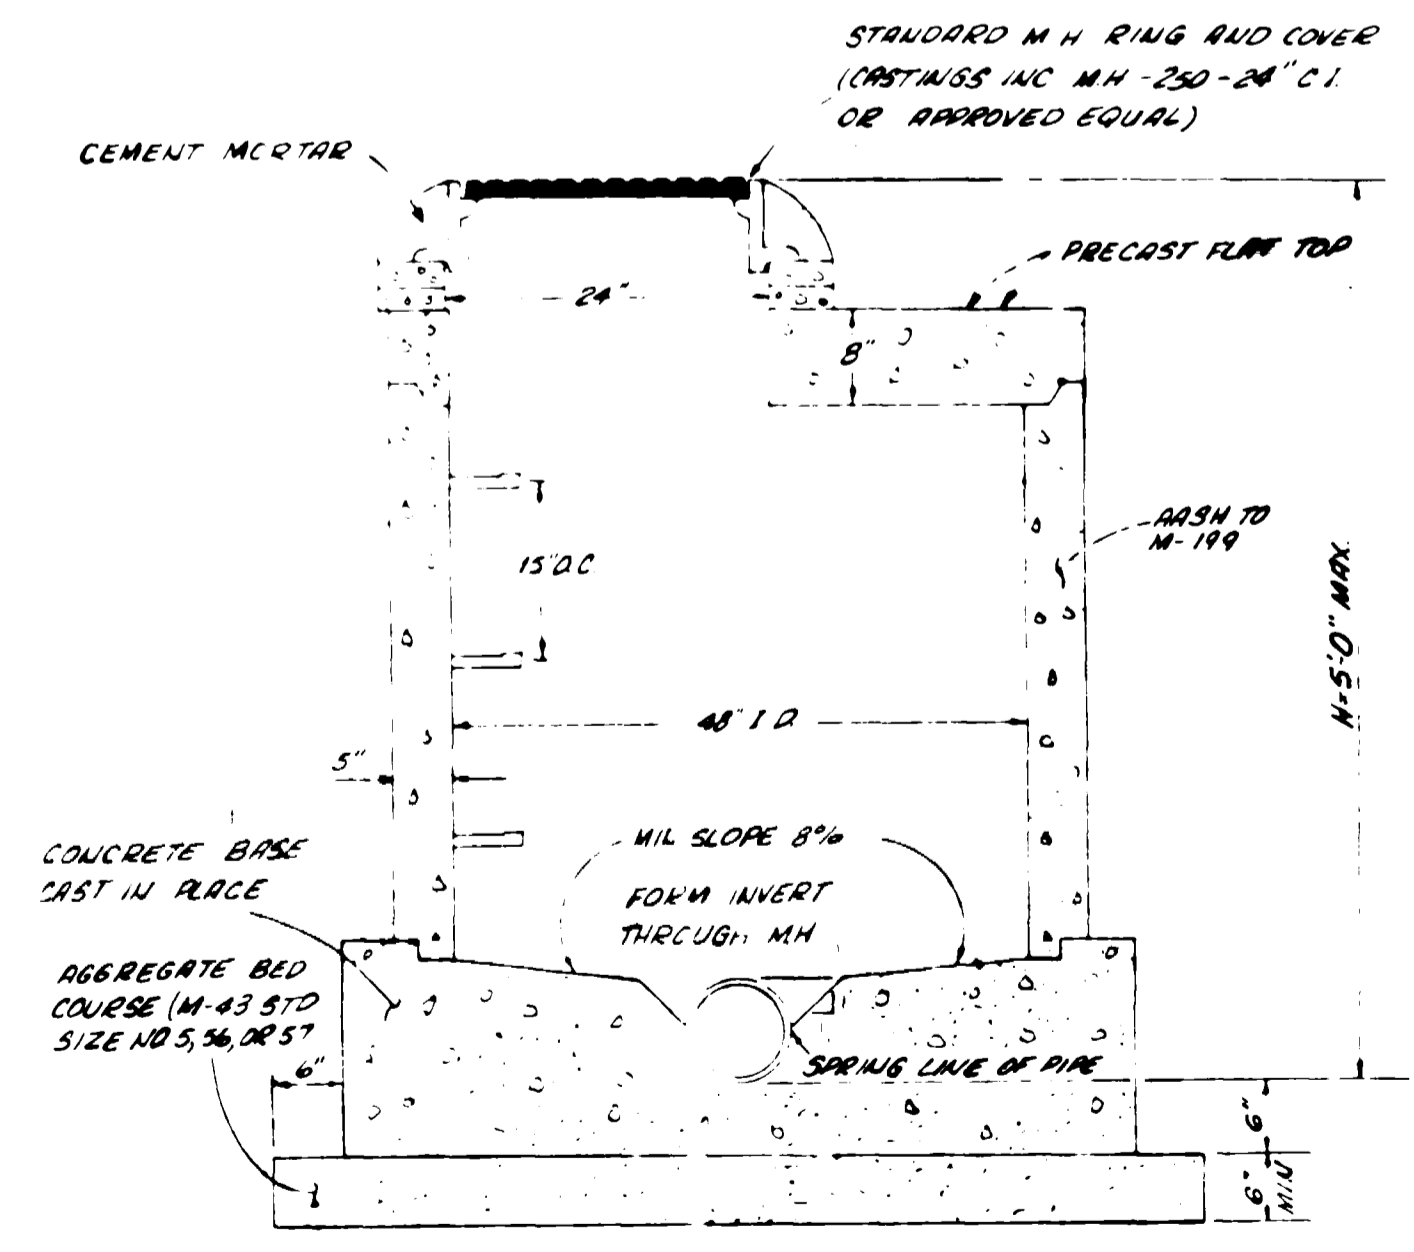 STANDARD M H RING AND COVER
(CASTINGS INC M.H -250-24" C I.
OR APPROVED EQUAL)
CEMENT MORTAR
PRECAST FLAT TOP
24"
8"
AASHTO
M-199
15" O.C.
H=5'-0" MAX
48" I D.
5"
MIL SLOPE 8%
CONCRETE BASE
CAST IN PLACE
FORM INVERT
THROUGH MH
AGGREGATE BED
COURSE (M-43 STD
SIZE NO 5, 56, OR 57
1
SPRING LINE OF PIPE
6"
6"
6"
MIN